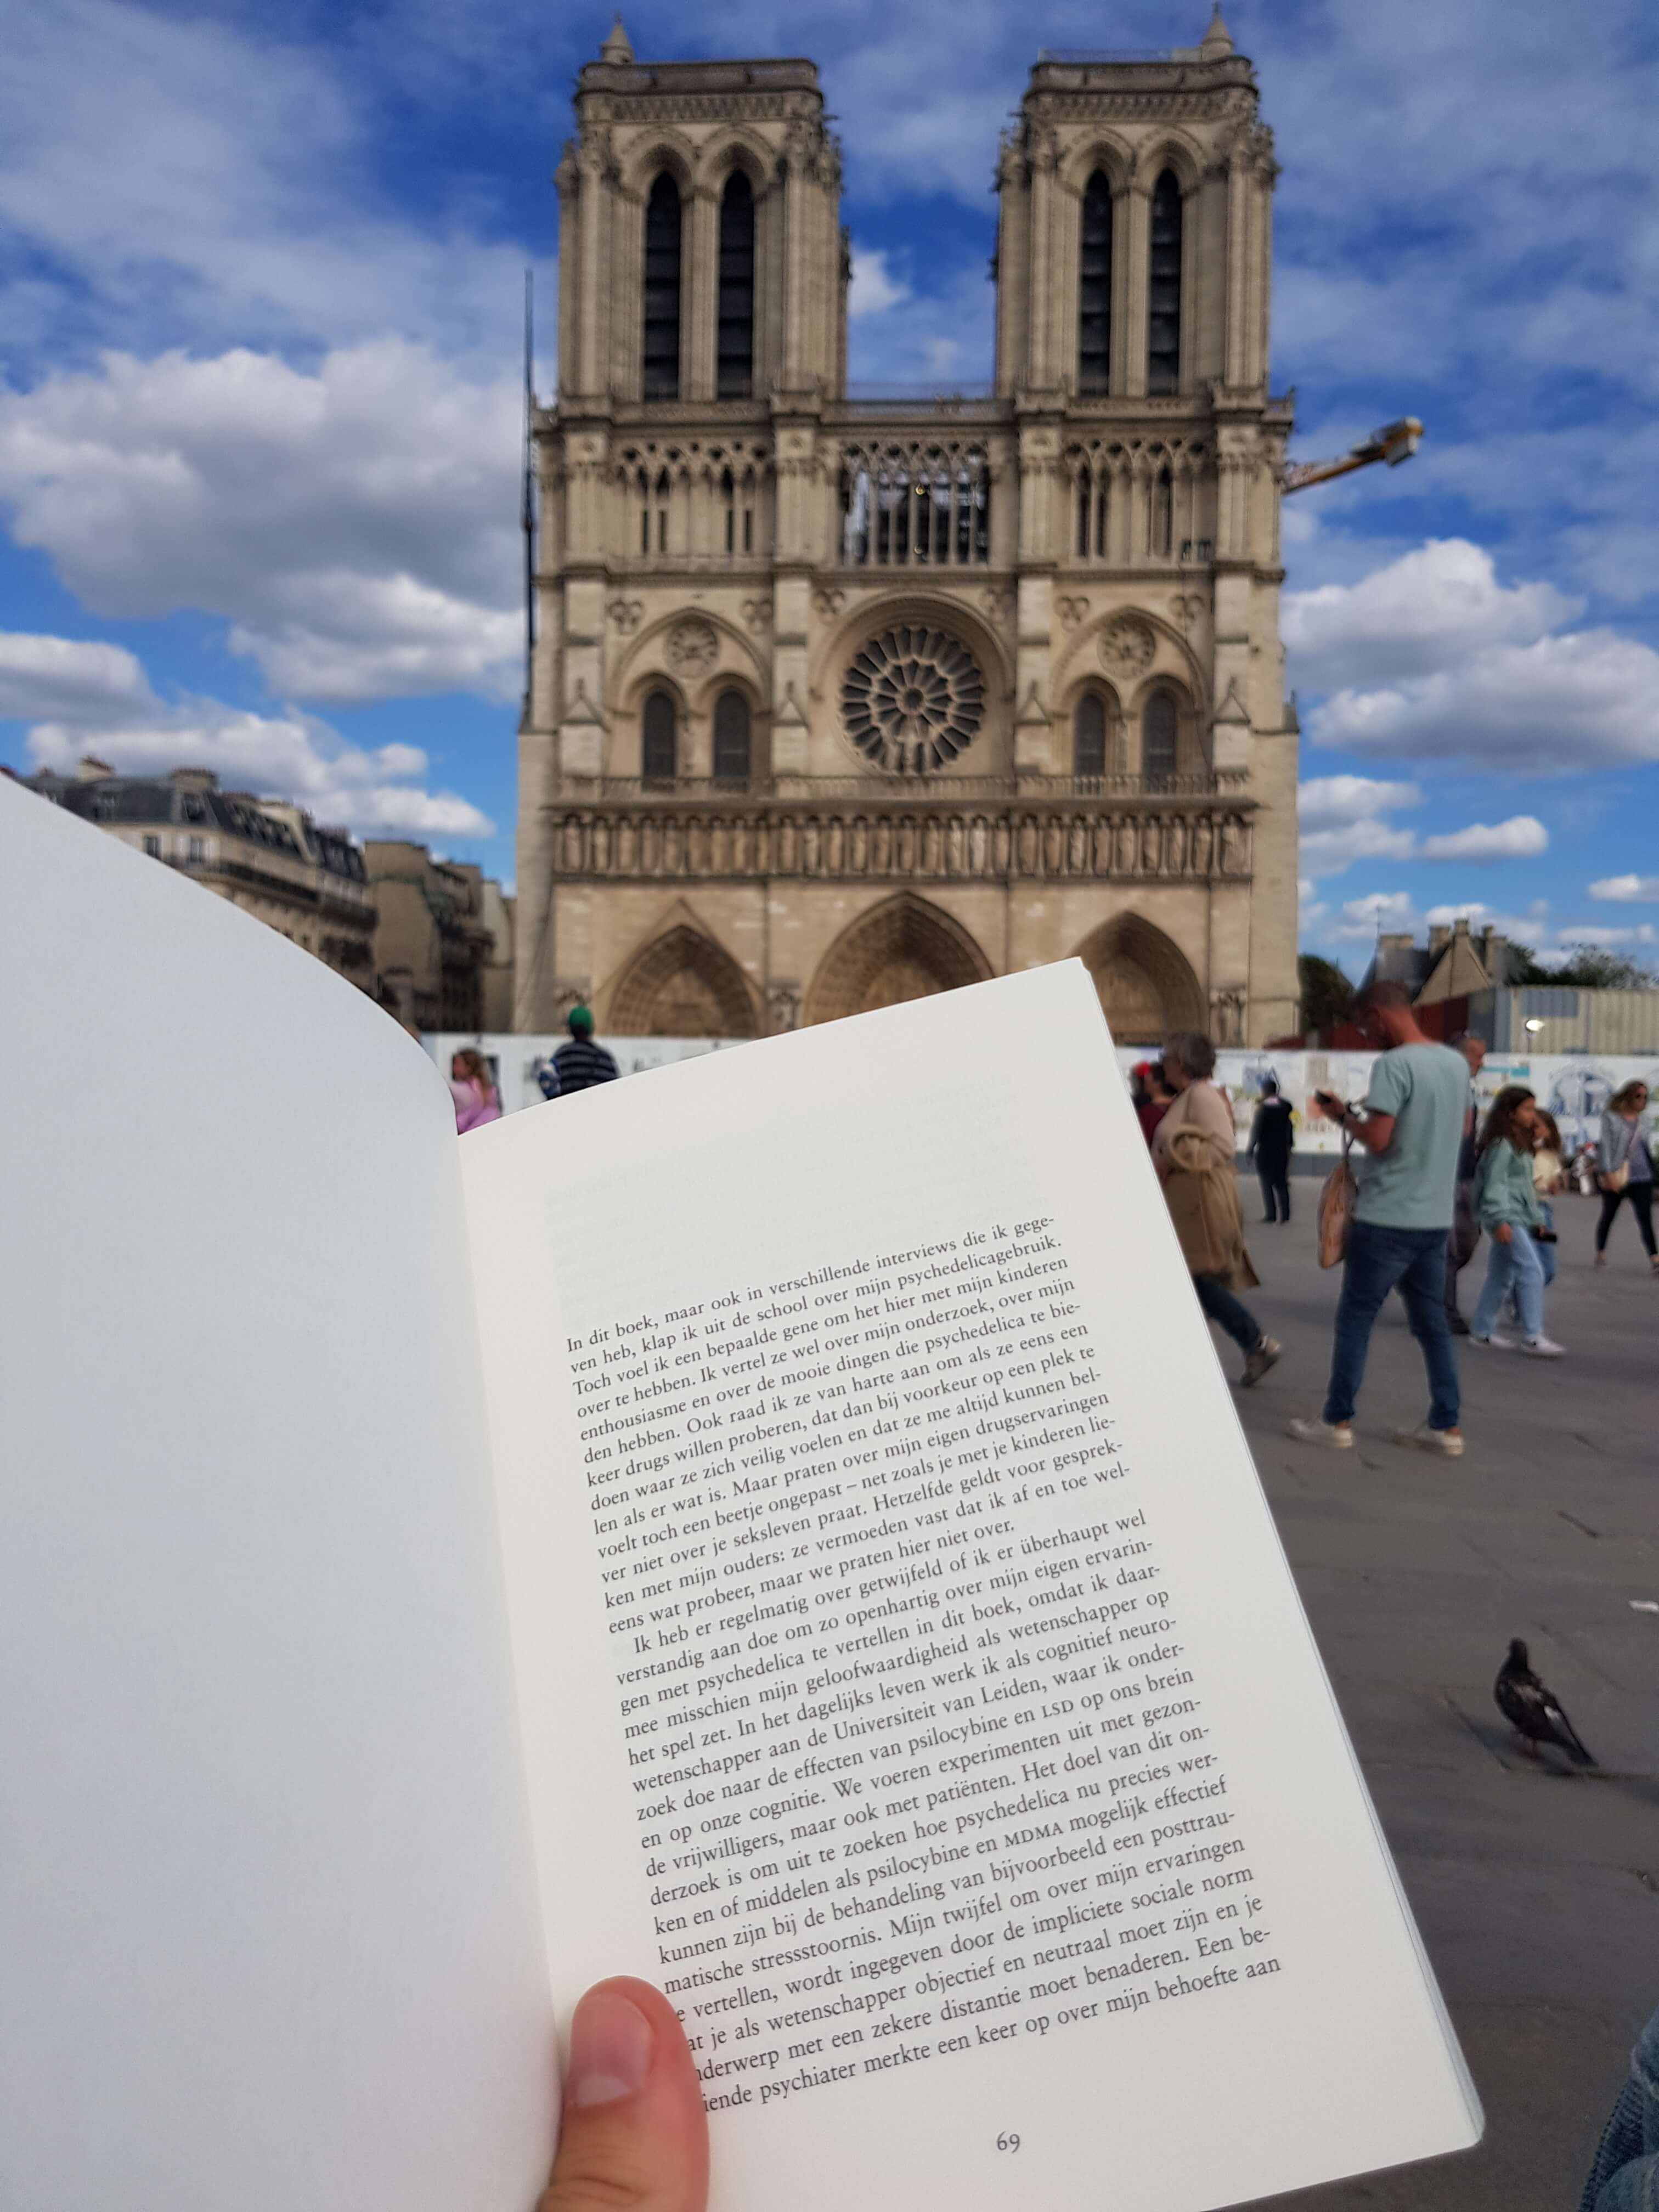 In dit boek, maar ook in verschillende interviews die ik gege-
ven heb, klap ik uit de school over mijn psychedelicagebruik.
Toch voel ik een bepaalde gene om het hier met mijn kinderen
over te hebben. Ik vertel ze wel over mijn onderzoek, over mijn
enthousiasme en over de mooie dingen die psychedelica te bie-
den hebben. Ook raad ik ze van harte aan om als ze eens een
keer drugs willen proberen, dat dan bij voorkeur op een plek te
doen waar ze zich veilig voelen en dat ze me altijd kunnen bel-
len als er wat is. Maar praten over mijn eigen drugservaringen
voelt toch een beetje ongepast – net zoals je met je kinderen lie-
ver niet over je seksleven praat. Hetzelfde geldt voor gesprek-
ken met mijn ouders: ze vermoeden vast dat ik af en toe wel-
eens wat probeer, maar we praten hier niet over.
Ik heb er regelmatig over getwijfeld of ik er überhaupt wel
verstandig aan doe om zo openhartig over mijn eigen ervarin-
gen met psychedelica te vertellen in dit boek, omdat ik daar-
mee misschien mijn geloofwaardigheid als wetenschapper op
het spel zet. In het dagelijks leven werk ik als cognitief neuro-
wetenschapper aan de Universiteit van Leiden, waar ik onder-
zoek doe naar de effecten van psilocybine en LSD op ons brein
en op onze cognitie. We voeren experimenten uit met gezon-
de vrijwilligers, maar ook met patiënten. Het doel van dit on-
derzoek is om uit te zoeken hoe psychedelica nu precies wer-
ken en of middelen als psilocybine en MDMA mogelijk effectief
kunnen zijn bij de behandeling van bijvoorbeeld een posttrau-
matische stressstoornis. Mijn twijfel om over mijn ervaringen
e vertellen, wordt ingegeven door de impliciete sociale norm
at je als wetenschapper objectief en neutraal moet zijn en je
nderwerp met een zekere distantie moet benaderen. Een be-
iende psychiater merkte een keer op over mijn behoefte aan
69